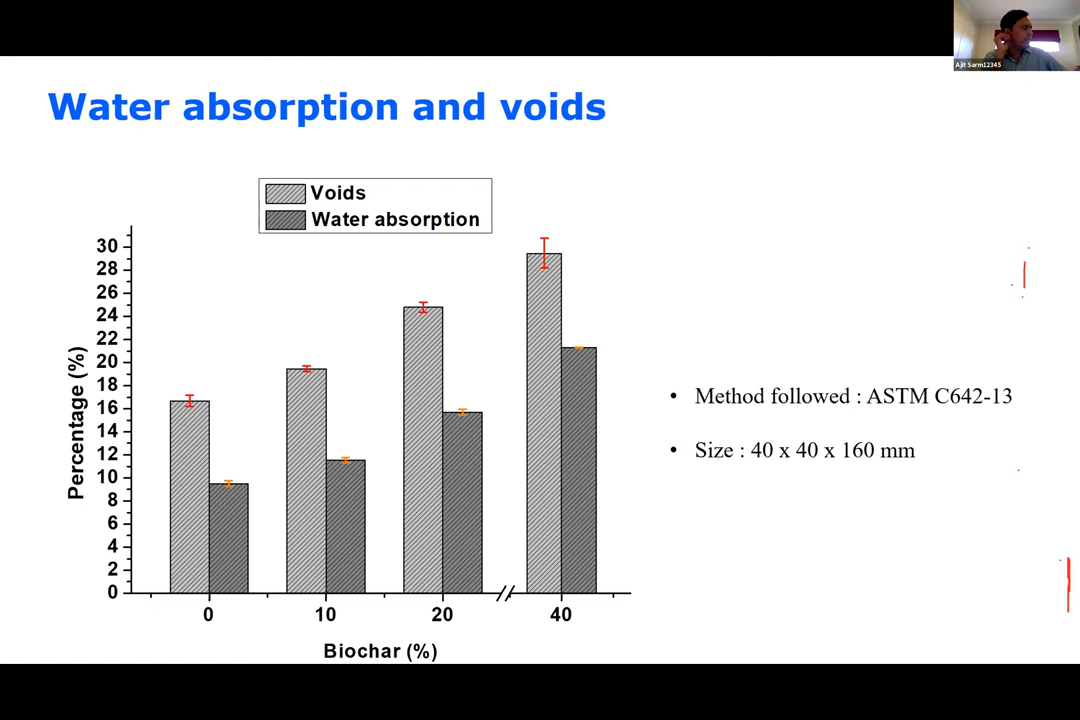 Ajit Sarm12345
Water absorption and voids
Voids
Water absorption
30
28
26
24
22
20
18
16
14
12
10
8
6
4
2
0
Percentage (%)
0 10 20 40
Biochar (%)
• Method followed : ASTM C642-13
• Size : 40 x 40 x 160 mm